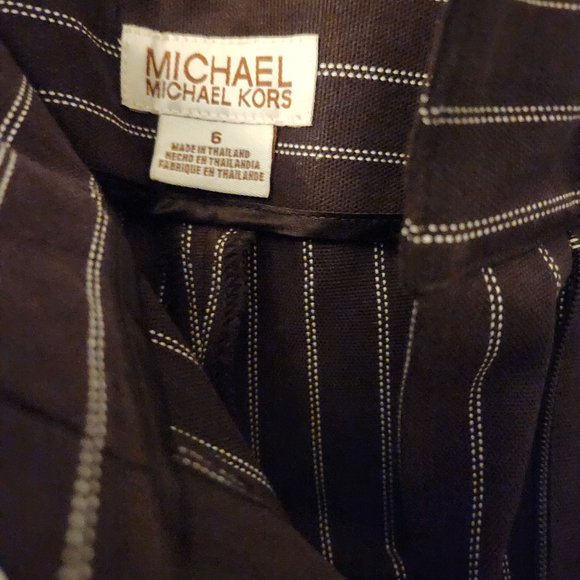 MICHAEL
MICHAEL KORS
6
MADE IN THAILAND
HECHO EN THAILANDIA
FABRIQUE EN THAILANDE